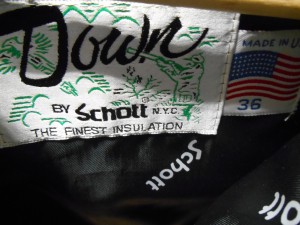 Down
BY Schott N.Y.C.
THE FINEST INSULATION
MADE IN
36
Schott